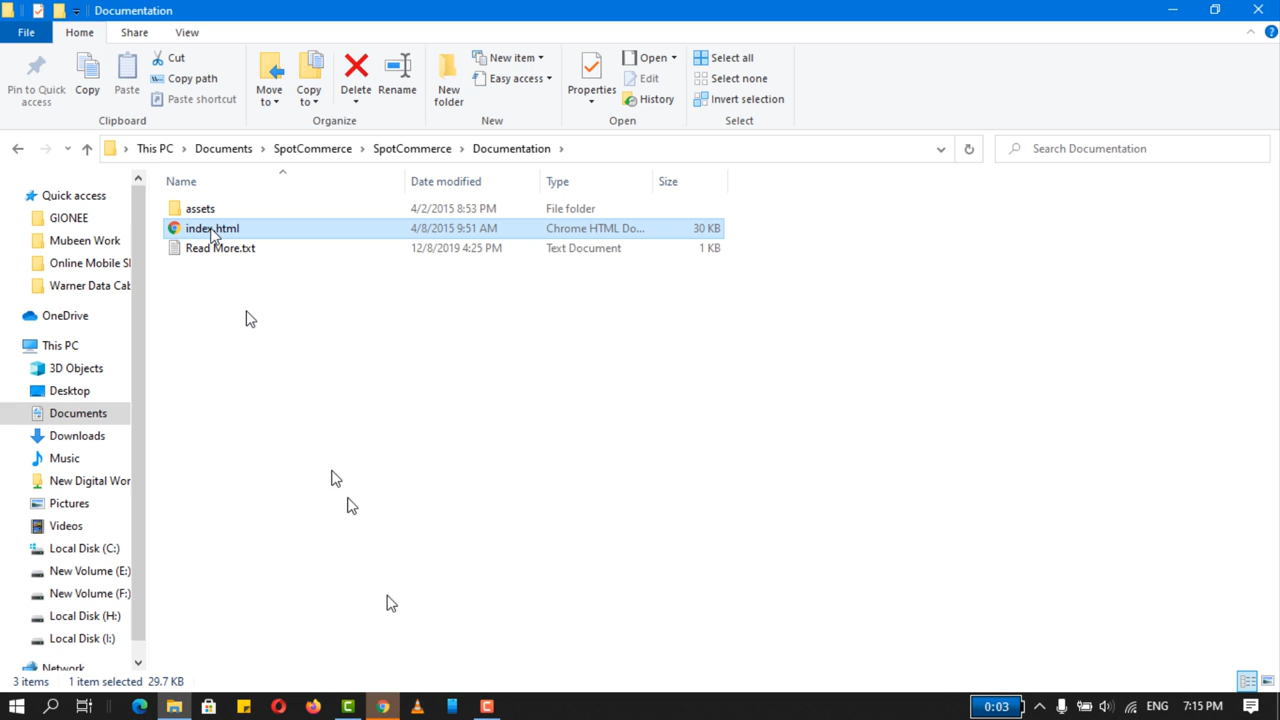 Documentation
File Home Share View
Pin to Quick access
Copy
Paste
Cut
Copy path
Paste shortcut
Clipboard
Move to
Copy to
Delete
Rename
Organize
New folder
New item
Easy access
New
Properties
Open
Edit
History
Open
Select all
Select none
Invert selection
Select
This PC Documents SpotCommerce SpotCommerce Documentation
Search Documentation
Name Date modified Type Size
assets 4/2/2015 8:53 PM File folder
index.html 4/8/2015 9:51 AM Chrome HTML Do... 30 KB
Read More.txt 12/8/2019 4:25 PM Text Document 1 KB
Quick access
GIONEE
Mubeen Work
Online Mobile
Warner Data
OneDrive
This PC
3D Objects
Desktop
Documents
Downloads
Music
New Digital
Pictures
Videos
Local Disk (C:)
New Volume (E:)
New Volume (F:)
Local Disk (H:)
Local Disk (I:)
Network
3 items 1 item selected 29.7 KB
0:03 ENG 7:15 PM